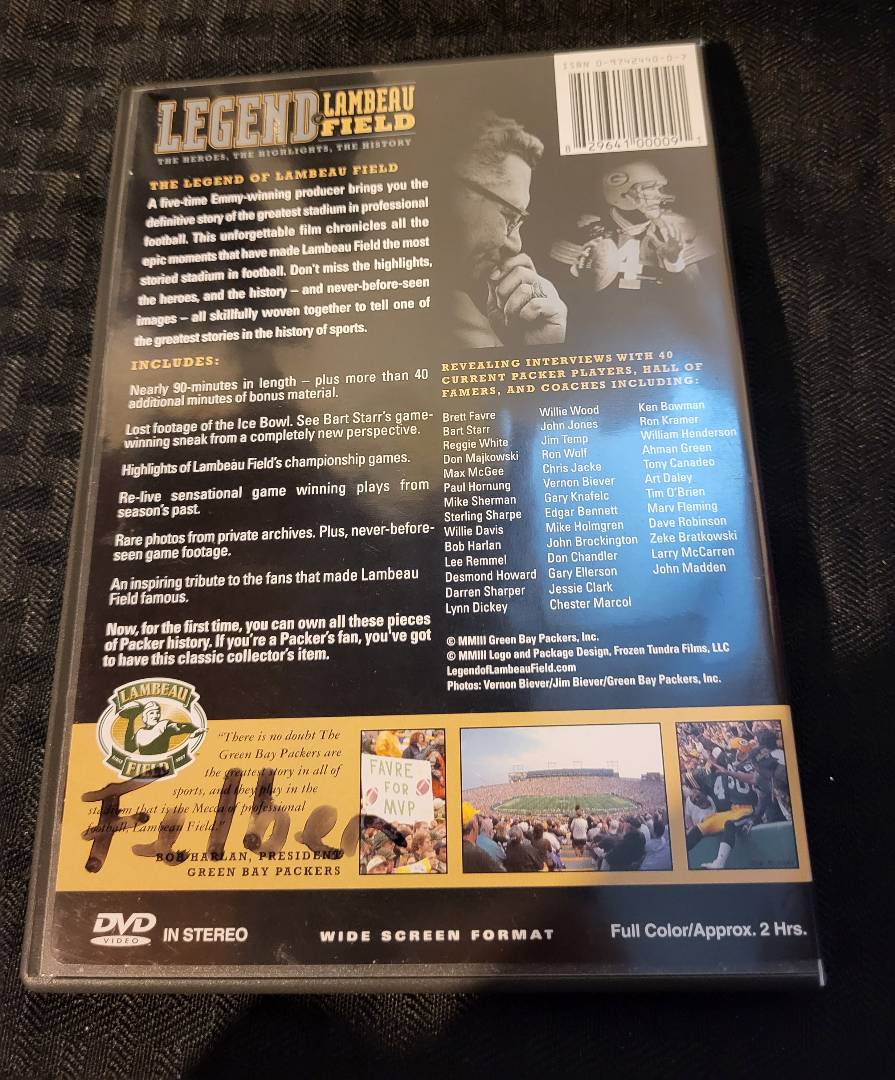 ISBN 0-9742440-0-7
8 29641 00009 1
LEGEND OF LAMBEAU FIELD
THE HEROES, THE HIGHLIGHTS, THE HISTORY
THE LEGEND OF LAMBEAU FIELD
A five-time Emmy-winning producer brings you the
definitive story of the greatest stadium in professional
football. This unforgettable film chronicles all the
epic moments that have made Lambeau Field the most
storied stadium in football. Don't miss the highlights,
the heroes, and the history – and never-before-seen
images – all skillfully woven together to tell one of
the greatest stories in the history of sports.
INCLUDES:
Nearly 90-minutes in length – plus more than 40
additional minutes of bonus material.
Lost footage of the Ice Bowl. See Bart Starr's game-
winning sneak from a completely new perspective.
Highlights of Lambeau Field's championship games.
Re-live sensational game winning plays from
season's past.
Rare photos from private archives. Plus, never-before-
seen game footage.
An inspiring tribute to the fans that made Lambeau
Field famous.
Now, for the first time, you can own all these pieces
of Packer history. If you're a Packer's fan, you've got
to have this classic collector's item.
4
REVEALING INTERVIEWS WITH 40
CURRENT PACKER PLAYERS, HALL OF
FAMERS, AND COACHES INCLUDING:
Brett Favre
Bart Starr
Reggie White
Don Majkowski
Max McGee
Paul Hornung
Mike Sherman
Sterling Sharpe
Willie Davis
Bob Harlan
Lee Remmel
Desmond Howard
Darren Sharper
Lynn Dickey
Willie Wood
John Jones
Jim Temp
Ron Wolf
Chris Jacke
Vernon Biever
Gary Knafelc
Edgar Bennett
Mike Holmgren
John Brockington
Don Chandler
Gary Ellerson
Jessie Clark
Chester Marcol
Ken Bowman
Ron Kramer
William Henderson
Ahman Green
Tony Canadeo
Art Daley
Tim O'Brien
Marv Fleming
Dave Robinson
Zeke Bratkowski
Larry McCarren
John Madden
© MMIII Green Bay Packers, Inc.
© MMIII Logo and Package Design, Frozen Tundra Films, LLC
LegendofLambeauField.com
Photos: Vernon Biever/Jim Biever/Green Bay Packers, Inc.
LAMBEAU
SINCE 1957
FIELD
"There is no doubt The
Green Bay Packers are
the greatest story in all of
sports, and they play in the
stadium that is the Mecca of professional
football, Lambeau Field."
BOB HARLAN, PRESIDENT
GREEN BAY PACKERS
FAVRE
FOR
MVP
DVD
VIDEO
IN STEREO
WIDE SCREEN FORMAT
Full Color/Approx. 2 Hrs.